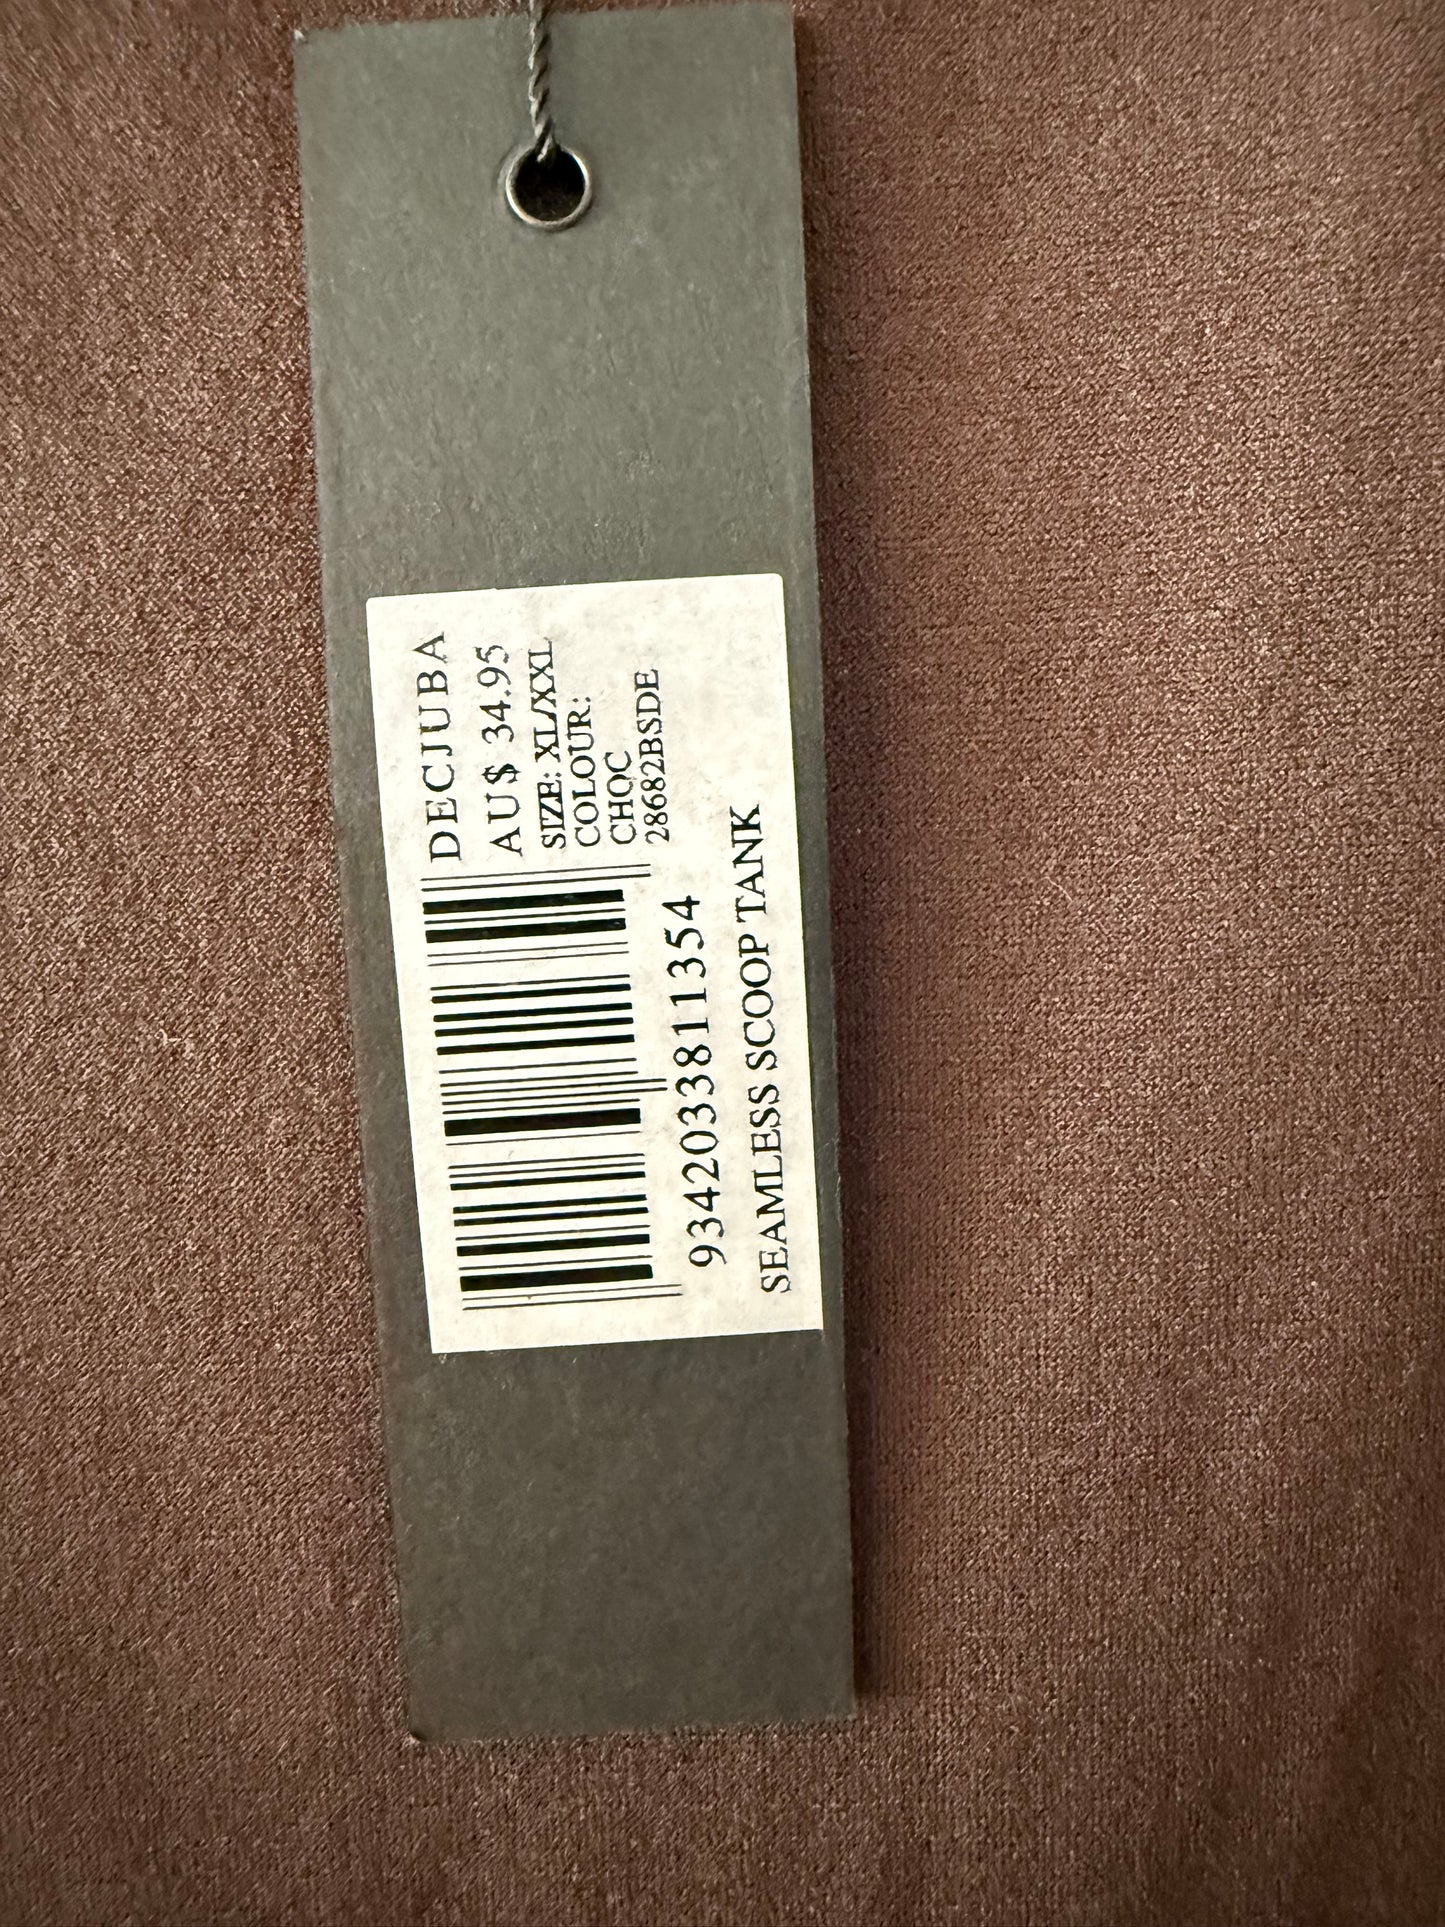 DECJUBA
AU$ 34.95
SIZE: XL/XXL
COLOUR:
CHOC
28682BSDE
9342033811354
SEAMLESS SCOOP TANK